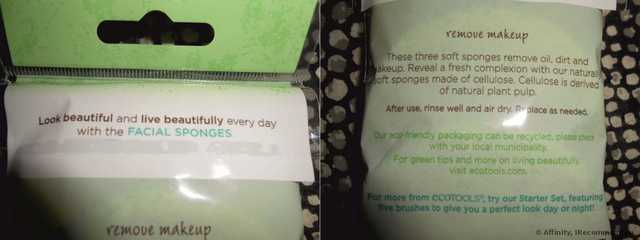 Look beautiful and live beautifully every day
with the FACIAL SPONGES
remove makeup
remove makeup
These three soft sponges remove oil, dirt and
makeup. Reveal a fresh complexion with our naturally
soft sponges made of cellulose. Cellulose is derived
of natural plant pulp.
After use, rinse well and air dry. Replace as needed.
Our eco-friendly packaging can be recycled, please check
with your local municipality.
For green tips and more on living beautifully,
visit ecotools.com.
For more from ECOTOOLS®, try our Starter Set, featuring
five brushes to give you a perfect look day or night!
© Affinity, IRecommend